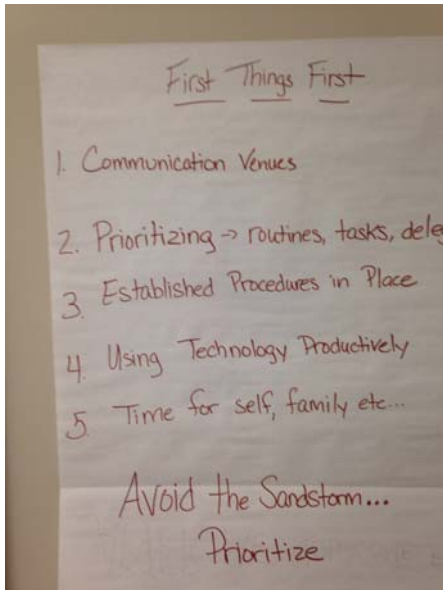 First Things First
1. Communication Venues
2. Prioritizing → routines, tasks, dele
3. Established Procedures in Place
4. Using Technology Productively
5. Time for self, family etc...
Avoid the Sandstorm...
Prioritize